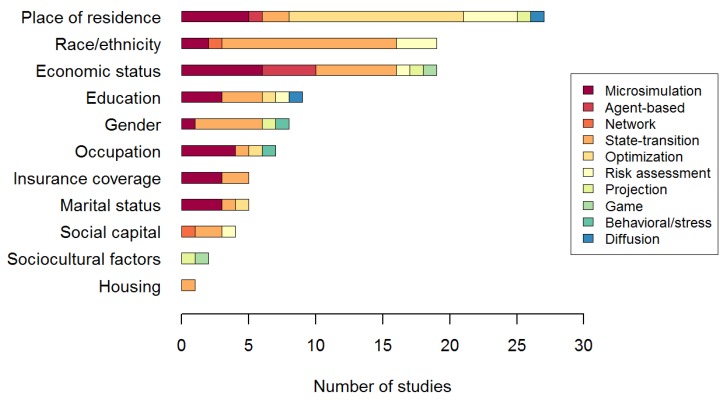 Place of residence
Race/ethnicity
Economic status
Education
Gender
Occupation
Insurance coverage
Marital status
Social capital
Sociocultural factors
Housing
Microsimulation
Agent-based
Network
State-transition
Optimization
Risk assessment
Projection
Game
Behavioral/stress
Diffusion
0 5 10 15 20 25 30
Number of studies